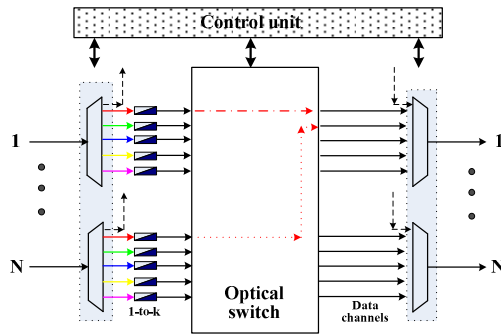 Control unit
1
1
N
N
1-to-k
Optical
switch
Data
channels